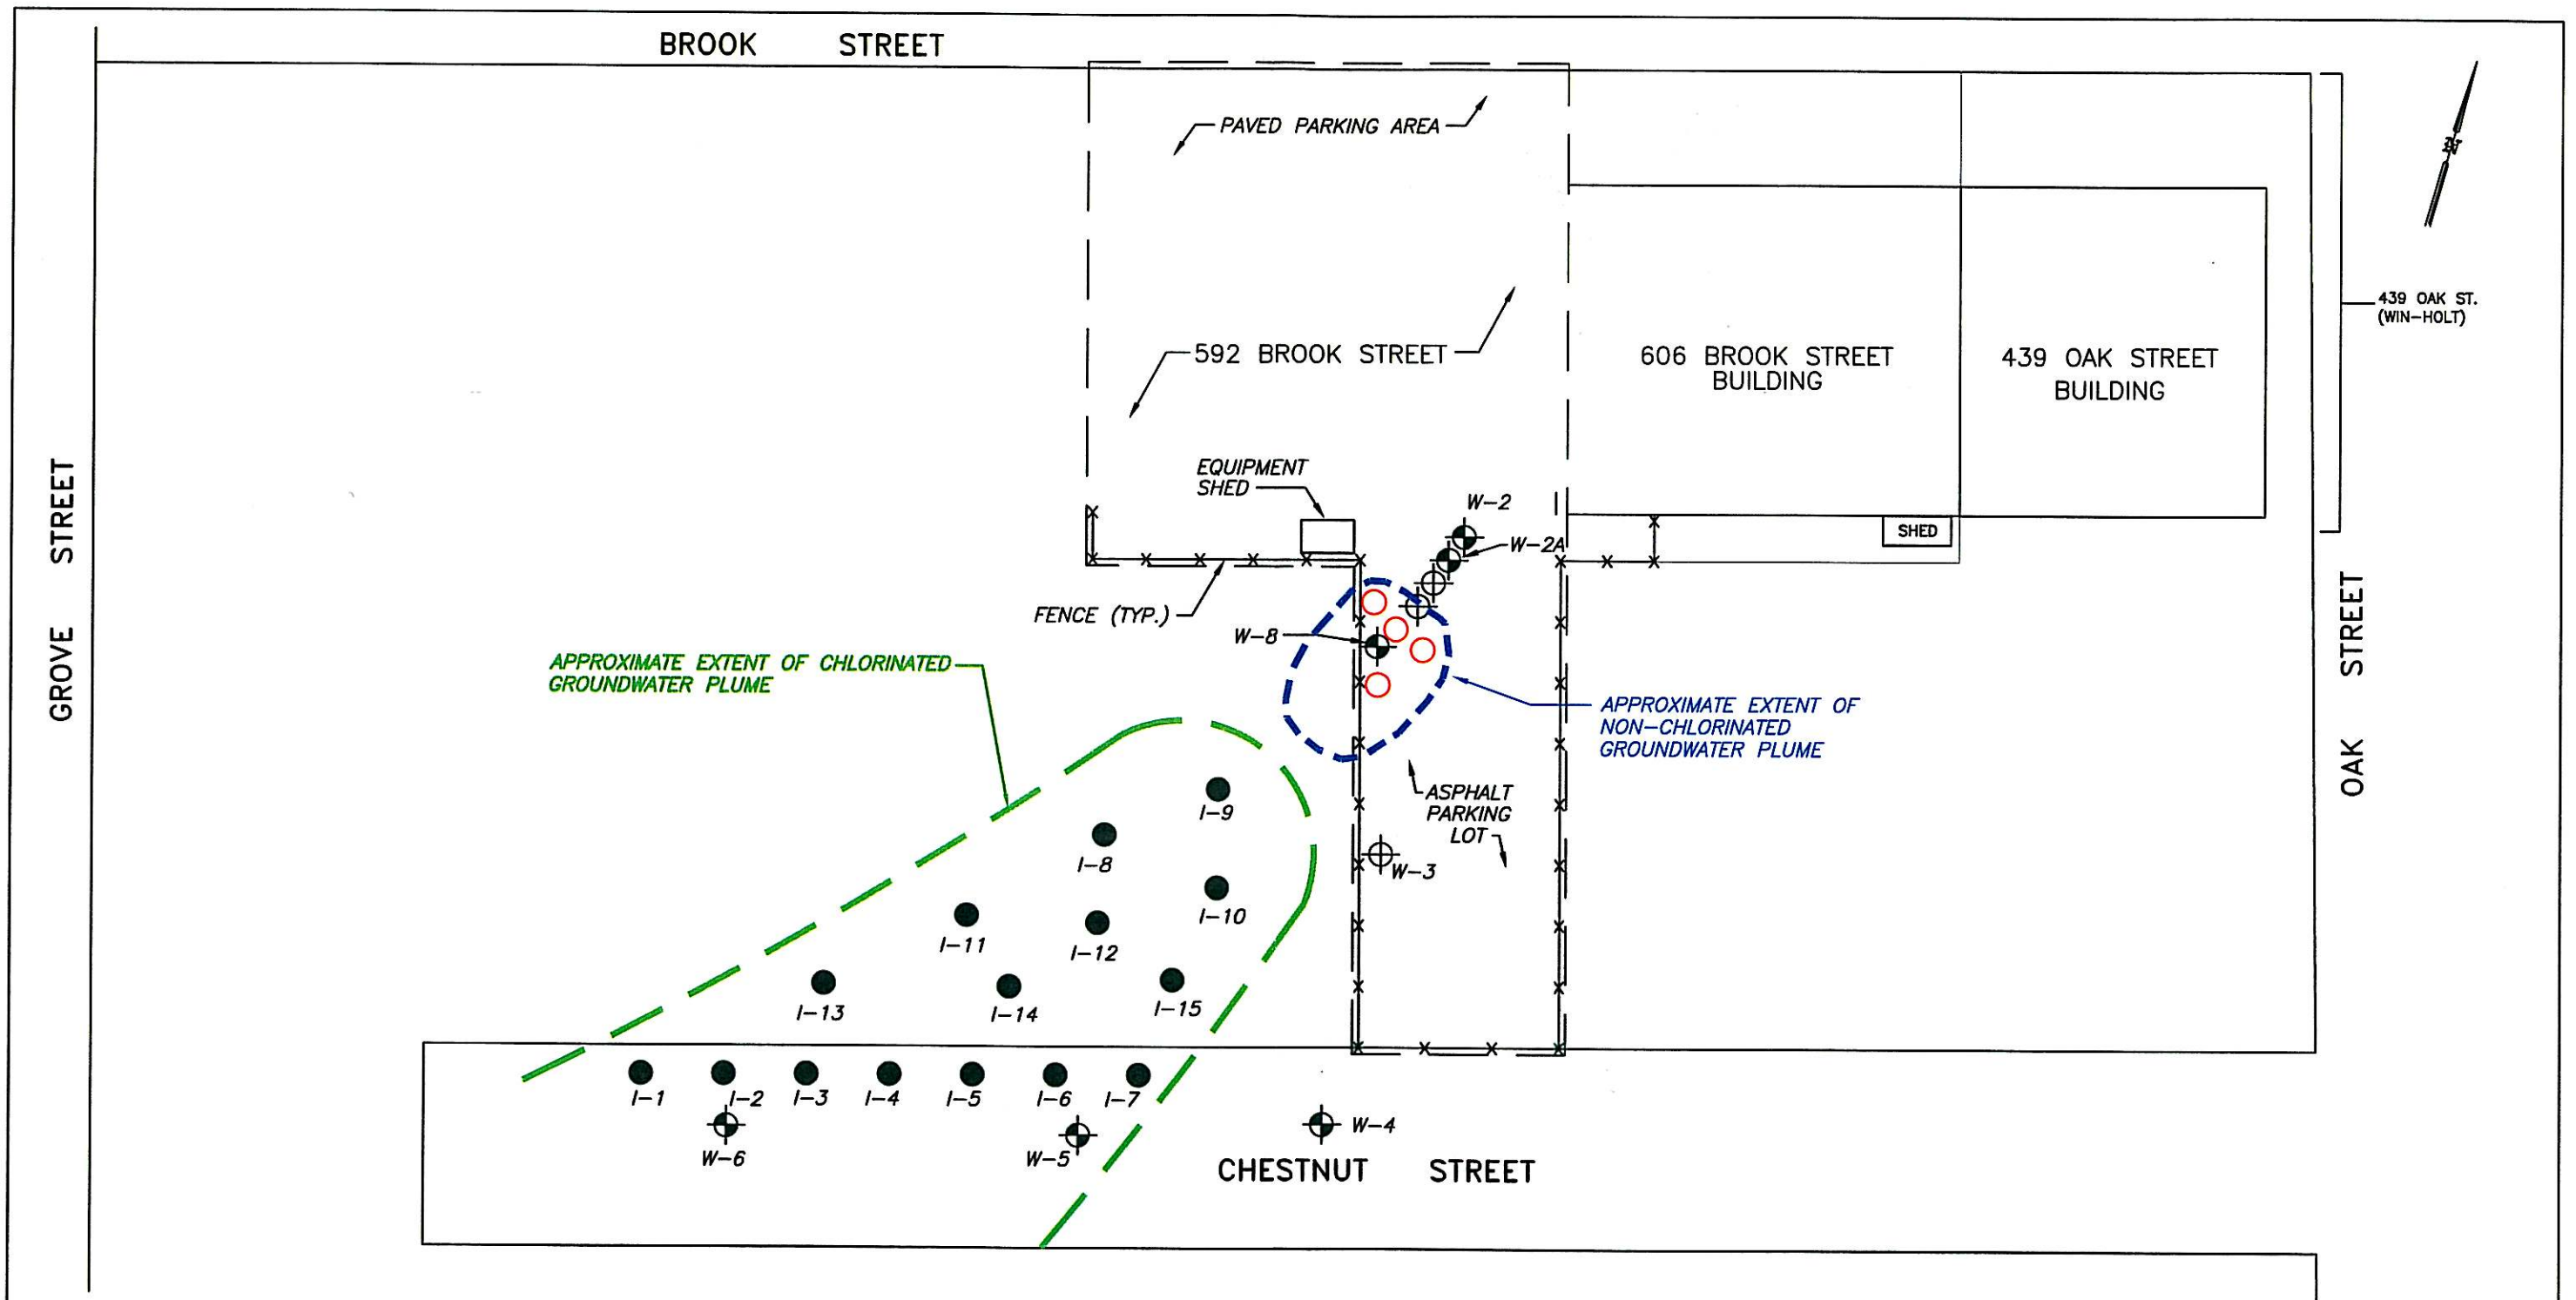 BROOK STREET
PAVED PARKING AREA
N
439 OAK ST.
(WIN-HOLT)
592 BROOK STREET
606 BROOK STREET
BUILDING
439 OAK STREET
BUILDING
GROVE STREET
EQUIPMENT
SHED
W-2
W-2A
SHED
FENCE (TYP.)
W-8
OAK STREET
APPROXIMATE EXTENT OF CHLORINATED
GROUNDWATER PLUME
APPROXIMATE EXTENT OF
NON-CHLORINATED
GROUNDWATER PLUME
ASPHALT
PARKING
LOT
I-9
I-8
W-3
I-10
I-11
I-12
I-13
I-14
I-15
I-1
I-2
I-3
I-4
I-5
I-6
I-7
W-6
W-5
W-4
CHESTNUT STREET